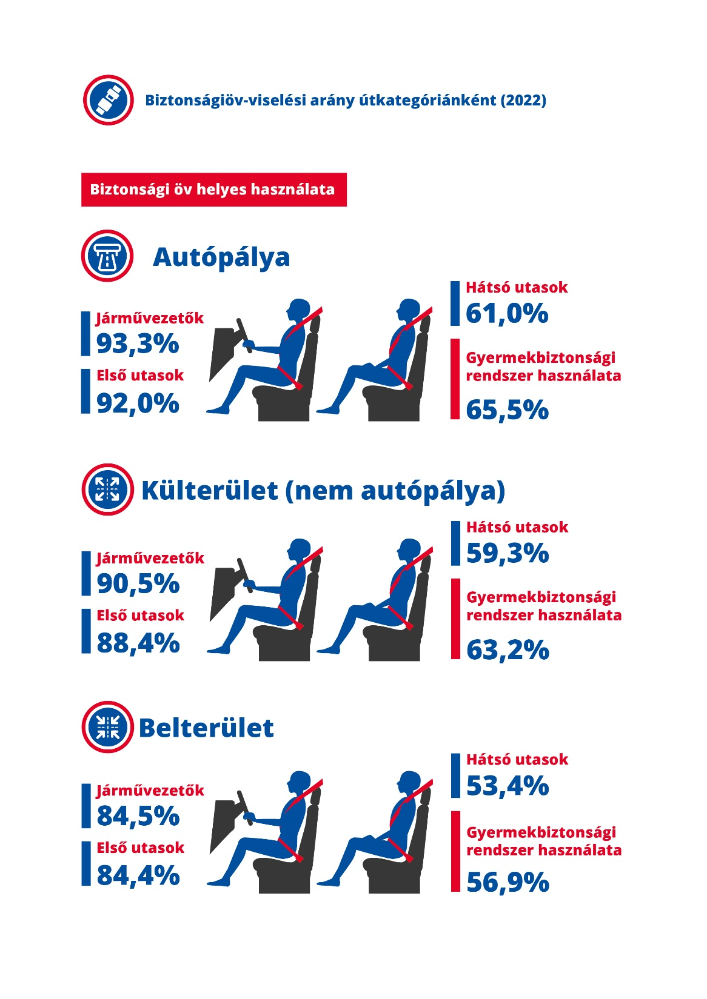 Biztonságiöv-viselési arány útkategóriánként (2022)
Biztonsági öv helyes használata
Autópálya
Járművezetők
93,3%
Első utasok
92,0%
Hátsó utasok
61,0%
Gyermekbiztonsági
rendszer használata
65,5%
Külterület (nem autópálya)
Járművezetők
90,5%
Első utasok
88,4%
Hátsó utasok
59,3%
Gyermekbiztonsági
rendszer használata
63,2%
Belterület
Járművezetők
84,5%
Első utasok
84,4%
Hátsó utasok
53,4%
Gyermekbiztonsági
rendszer használata
56,9%